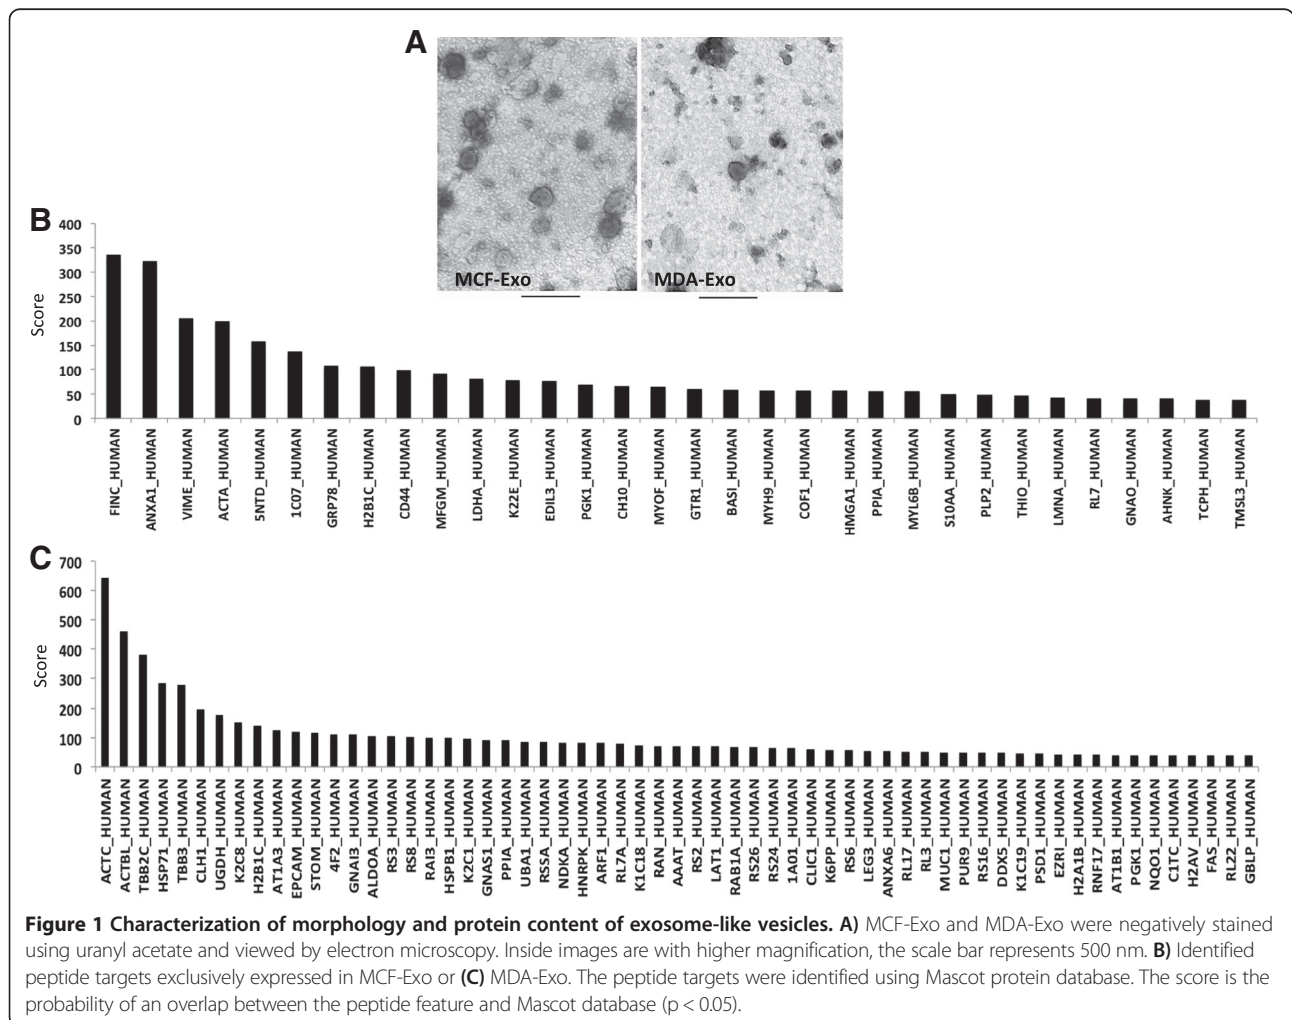 A
MCF-Exo
MDA-Exo
B
400
350
300
250
200
150
100
50
0
Score
FINC_HUMAN
ANXA1_HUMAN
VIME_HUMAN
ACTA_HUMAN
5NTD_HUMAN
1C07_HUMAN
GRP78_HUMAN
H2B1C_HUMAN
CD44_HUMAN
MFGM_HUMAN
LDHA_HUMAN
K22E_HUMAN
EDIL3_HUMAN
PGK1_HUMAN
CH10_HUMAN
MYOF_HUMAN
GTR1_HUMAN
BASI_HUMAN
MYH9_HUMAN
COF1_HUMAN
HMGA1_HUMAN
PPIA_HUMAN
MYL6B_HUMAN
S10AA_HUMAN
PLP2_HUMAN
THIO_HUMAN
LMNA_HUMAN
RL7_HUMAN
GNAO_HUMAN
AHNK_HUMAN
TCPH_HUMAN
TMSL3_HUMAN
C
700
600
500
400
300
200
100
0
Score
ACTC_HUMAN
ACTBL_HUMAN
TBB2C_HUMAN
HSP71_HUMAN
TBB3_HUMAN
CLH1_HUMAN
UGDH_HUMAN
K2C8_HUMAN
H2B1C_HUMAN
AT1A3_HUMAN
EPCAM_HUMAN
STOM_HUMAN
4F2_HUMAN
GNAI3_HUMAN
ALDOA_HUMAN
RS3_HUMAN
RS8_HUMAN
RAI3_HUMAN
HSPB1_HUMAN
K2C1_HUMAN
GNAS1_HUMAN
PPIA_HUMAN
UBA1_HUMAN
RSSA_HUMAN
NDKA_HUMAN
HNRPK_HUMAN
ARF1_HUMAN
RL7A_HUMAN
K1C18_HUMAN
RAN_HUMAN
AAAT_HUMAN
RS2_HUMAN
LAT1_HUMAN
RAB1A_HUMAN
RS26_HUMAN
RS24_HUMAN
1A01_HUMAN
CLIC1_HUMAN
K6PP_HUMAN
RS6_HUMAN
LEG3_HUMAN
ANXA6_HUMAN
RL17_HUMAN
RL3_HUMAN
MUC1_HUMAN
PUR9_HUMAN
RS16_HUMAN
DDX5_HUMAN
K1C19_HUMAN
PSD1_HUMAN
EZRI_HUMAN
H2A1B_HUMAN
RNF17_HUMAN
AT1B1_HUMAN
PGK1_HUMAN
NQO1_HUMAN
C1TC_HUMAN
H2AV_HUMAN
FAS_HUMAN
RL22_HUMAN
GBLP_HUMAN
Figure 1 Characterization of morphology and protein content of exosome-like vesicles. A) MCF-Exo and MDA-Exo were negatively stained
using uranyl acetate and viewed by electron microscopy. Inside images are with higher magnification, the scale bar represents 500 nm. B) Identified
peptide targets exclusively expressed in MCF-Exo or (C) MDA-Exo. The peptide targets were identified using Mascot protein database. The score is the
probability of an overlap between the peptide feature and Mascot database (p < 0.05).